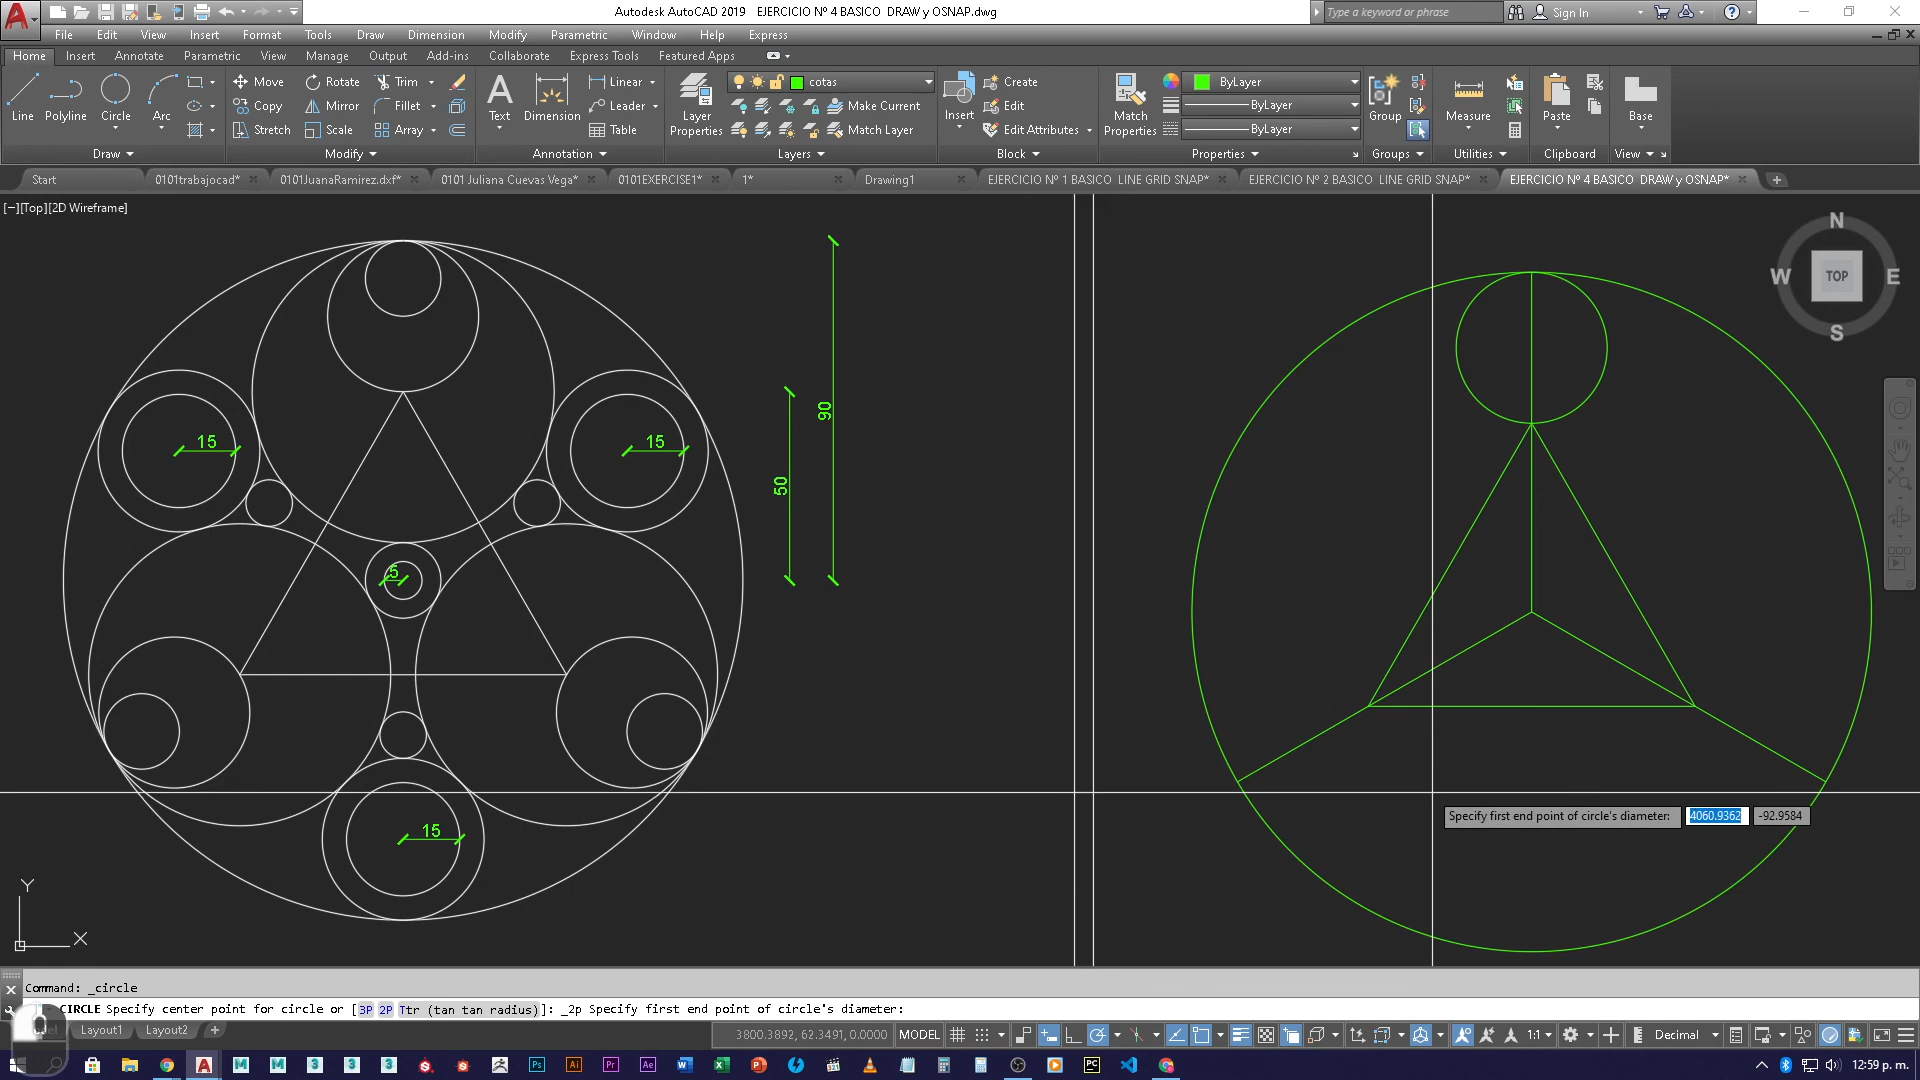 Autodesk AutoCAD 2019 EJERCICIO Nº 4 BASICO DRAW y OSNAP.dwg
Type a keyword or phrase
Sign In
File Edit View Insert Format Tools Draw Dimension Modify Parametric Window Help Express
Home Insert Annotate Parametric View Manage Output Add-ins Collaborate Express Tools Featured Apps
Line Polyline Circle Arc
Move Rotate Trim
Copy Mirror Fillet
Stretch Scale Array
Text Dimension
Linear
Leader
Table
Layer Properties
cotas
Make Current
Match Layer
Insert
Create
Edit
Edit Attributes
Match Properties
ByLayer
ByLayer
ByLayer
Group
Measure
Paste
Base
Draw Modify Annotation Layers Block Properties Groups Utilities Clipboard View
Start 0101trabajocad* 0101JuanaRamirez.dxf* 0101 Juliana Cuevas Vega* 0101EXERCISE1* 1* Drawing1 EJERCICIO Nº 1 BASICO LINE GRID SNAP* EJERCICIO Nº 2 BASICO LINE GRID SNAP* EJERCICIO Nº 4 BASICO DRAW y OSNAP*
[−][Top][2D Wireframe]
N
W TOP E
S
90
15 15
50
5
15
Specify first end point of circle's diameter: 4060.9362 -92.9584
Y
X
Command: _circle
CIRCLE Specify center point for circle or [3P 2P Ttr (tan tan radius)]: _2p Specify first end point of circle's diameter:
Layout1 Layout2 +
3800.3892, 62.3491, 0.0000 MODEL 1:1 Decimal
12:59 p. m.